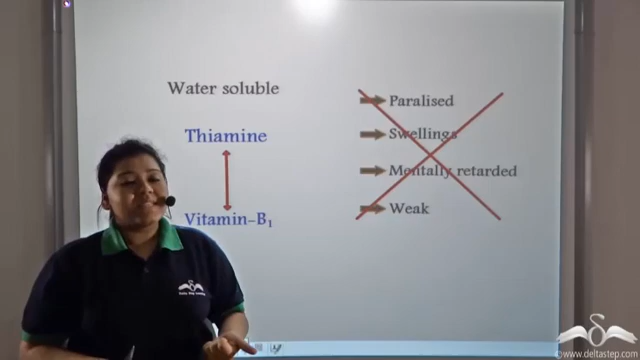 Water soluble
Thiamine
Vitamin-B₁
Paralised
Swellings
Mentally retarded
Weak
©www.deltastep.com